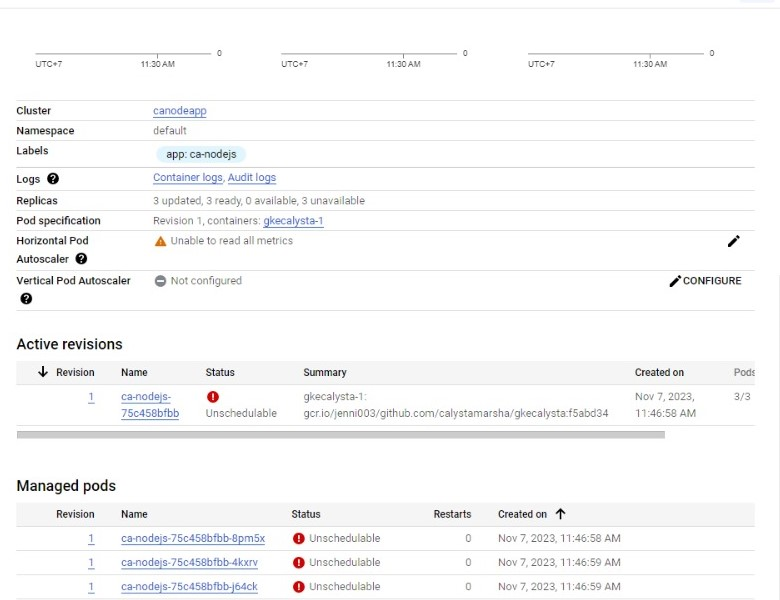 0 0 0
UTC+7 11:30 AM UTC+7 11:30 AM UTC+7 11:30 AM
Cluster canodeapp
Namespace default
Labels app: ca-nodejs
Logs Container logs, Audit logs
Replicas 3 updated, 3 ready, 0 available, 3 unavailable
Pod specification Revision 1, containers: gkecalysta-1
Horizontal Pod Unable to read all metrics
Autoscaler
Vertical Pod Autoscaler Not configured CONFIGURE
Active revisions
Revision Name Status Summary Created on Pods
1 ca-nodejs- gkecalysta-1: Nov 7, 2023, 3/3
75c458bfbb Unschedulable gcr.io/jenni003/github.com/calystamarsha/gkecalysta:f5abd34 11:46:58 AM
Managed pods
Revision Name Status Restarts Created on
1 ca-nodejs-75c458bfbb-8pm5x Unschedulable 0 Nov 7, 2023, 11:46:58 AM
1 ca-nodejs-75c458bfbb-4kxrv Unschedulable 0 Nov 7, 2023, 11:46:59 AM
1 ca-nodejs-75c458bfbb-j64ck Unschedulable 0 Nov 7, 2023, 11:46:59 AM